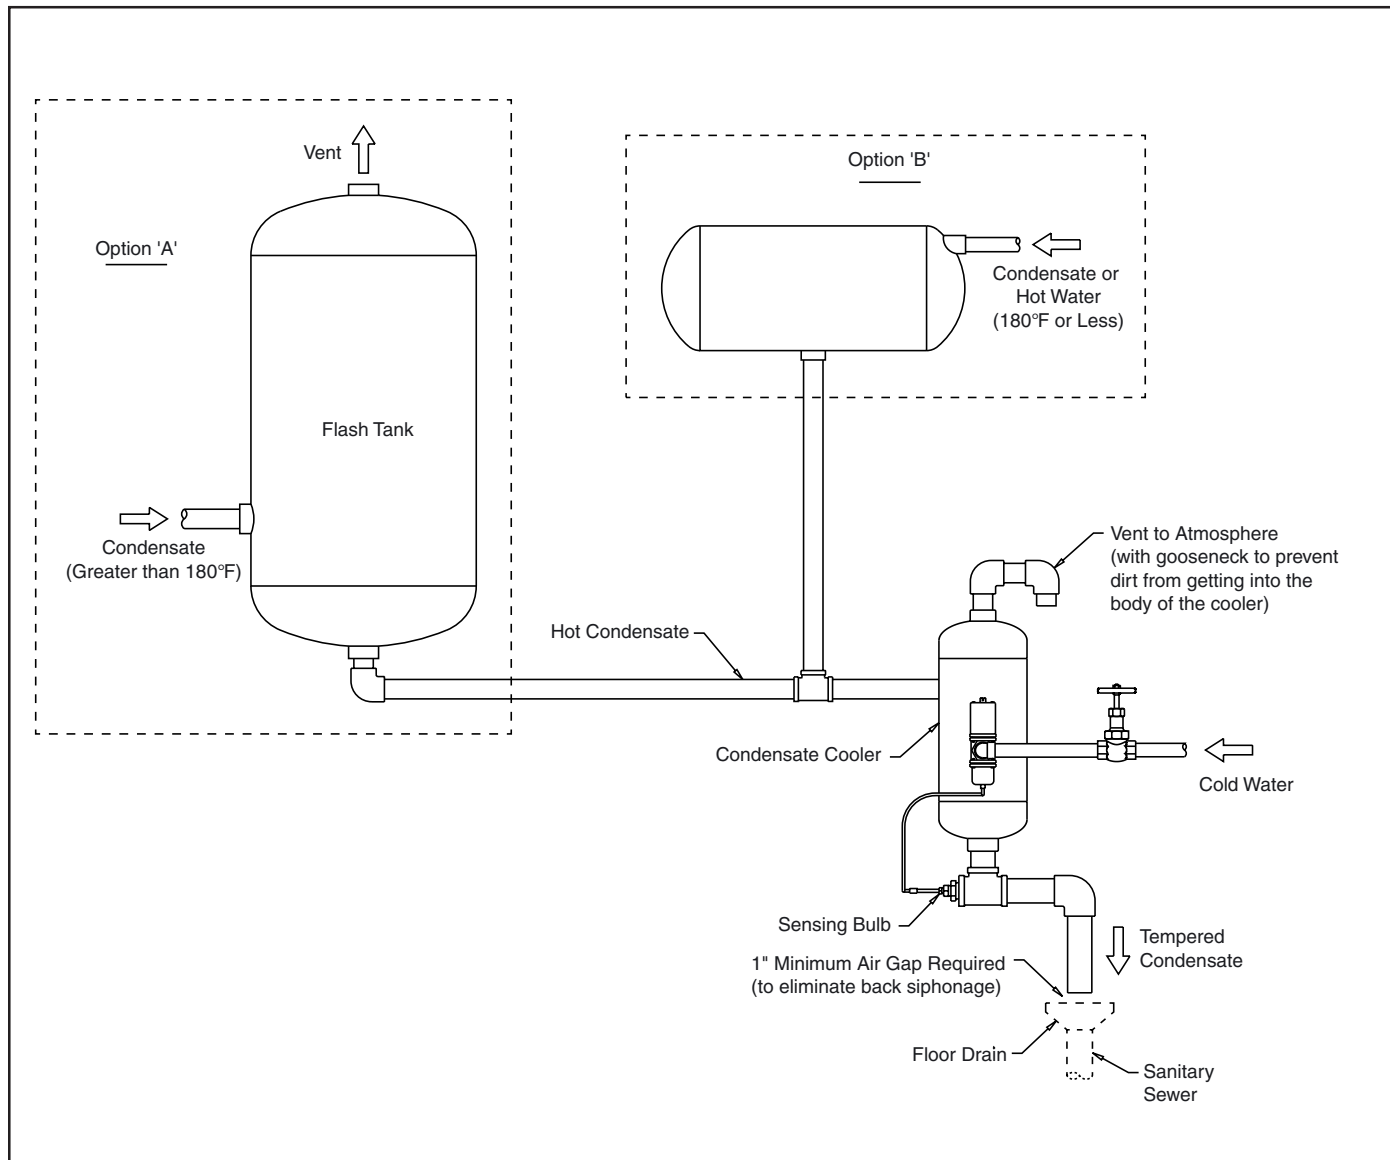 Vent
Option 'A'
Flash Tank
Condensate
(Greater than 180°F)
Option 'B'
Condensate or
Hot Water
(180°F or Less)
Vent to Atmosphere
(with gooseneck to prevent
dirt from getting into the
body of the cooler)
Hot Condensate
Condensate Cooler
Cold Water
Sensing Bulb
Tempered
Condensate
1" Minimum Air Gap Required
(to eliminate back siphonage)
Floor Drain
Sanitary
Sewer